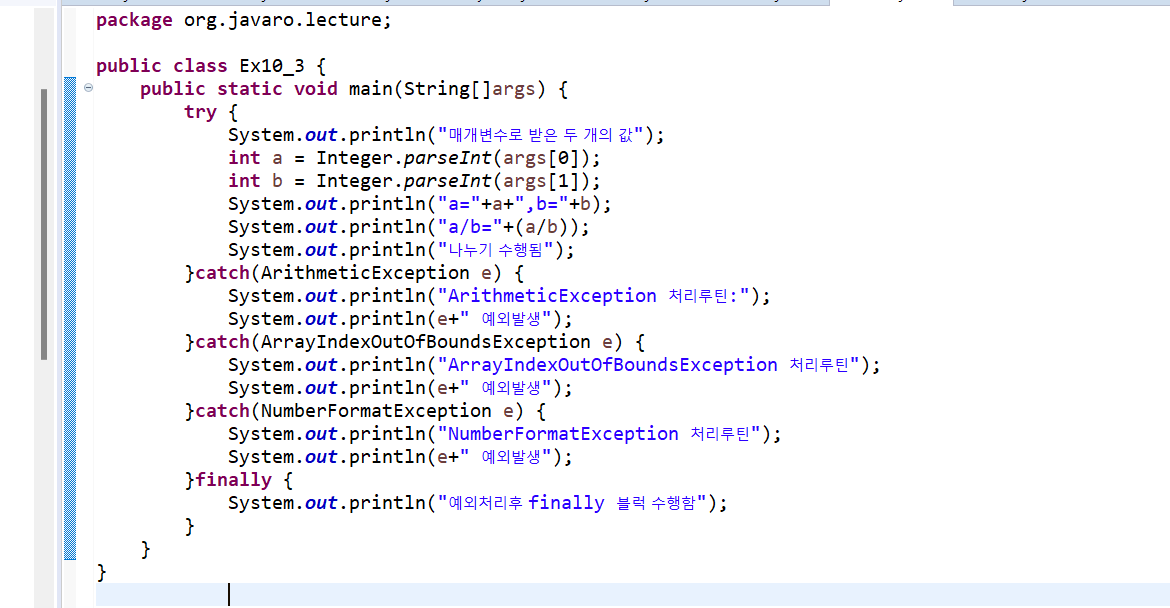 package org.javaro.lecture;
public class Ex10_3 {
public static void main(String[]args) {
try {
System.out.println("매개변수로 받은 두 개의 값");
int a = Integer.parseInt(args[0]);
int b = Integer.parseInt(args[1]);
System.out.println("a="+a+",b="+b);
System.out.println("a/b="+(a/b));
System.out.println("나누기 수행됨");
}catch(ArithmeticException e) {
System.out.println("ArithmeticException 처리루틴:");
System.out.println(e+" 예외발생");
}catch(ArrayIndexOutOfBoundsException e) {
System.out.println("ArrayIndexOutOfBoundsException 처리루틴");
System.out.println(e+" 예외발생");
}catch(NumberFormatException e) {
System.out.println("NumberFormatException 처리루틴");
System.out.println(e+" 예외발생");
}finally {
System.out.println("예외처리후 finally 블럭 수행함");
}
}
}